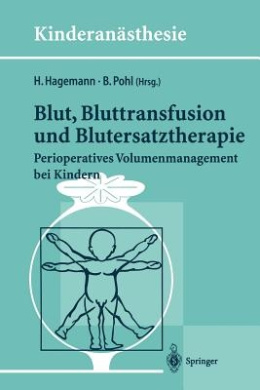 Kinderanästhesie
H. Hagemann • B. Pohl (Hrsg.)
Blut, Bluttransfusion
und Blutersatztherapie
Perioperatives Volumenmanagement
bei Kindern
Springer